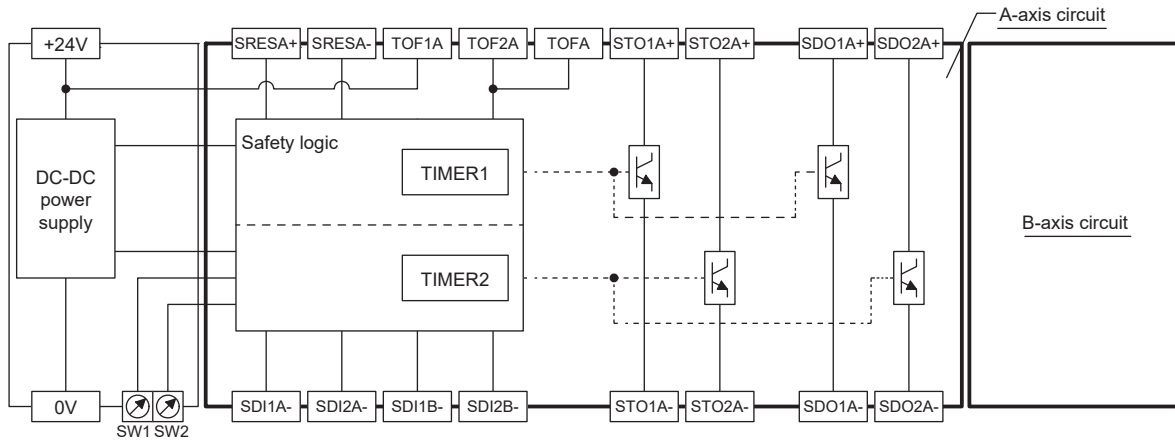 A-axis circuit
+24V SRESA+ SRESA- TOF1A TOF2A TOFA STO1A+ STO2A+ SDO1A+ SDO2A+
Safety logic
TIMER1
DC-DC
power
supply
B-axis circuit
TIMER2
0V SDI1A- SDI2A- SDI1B- SDI2B- STO1A- STO2A- SDO1A- SDO2A-
SW1 SW2